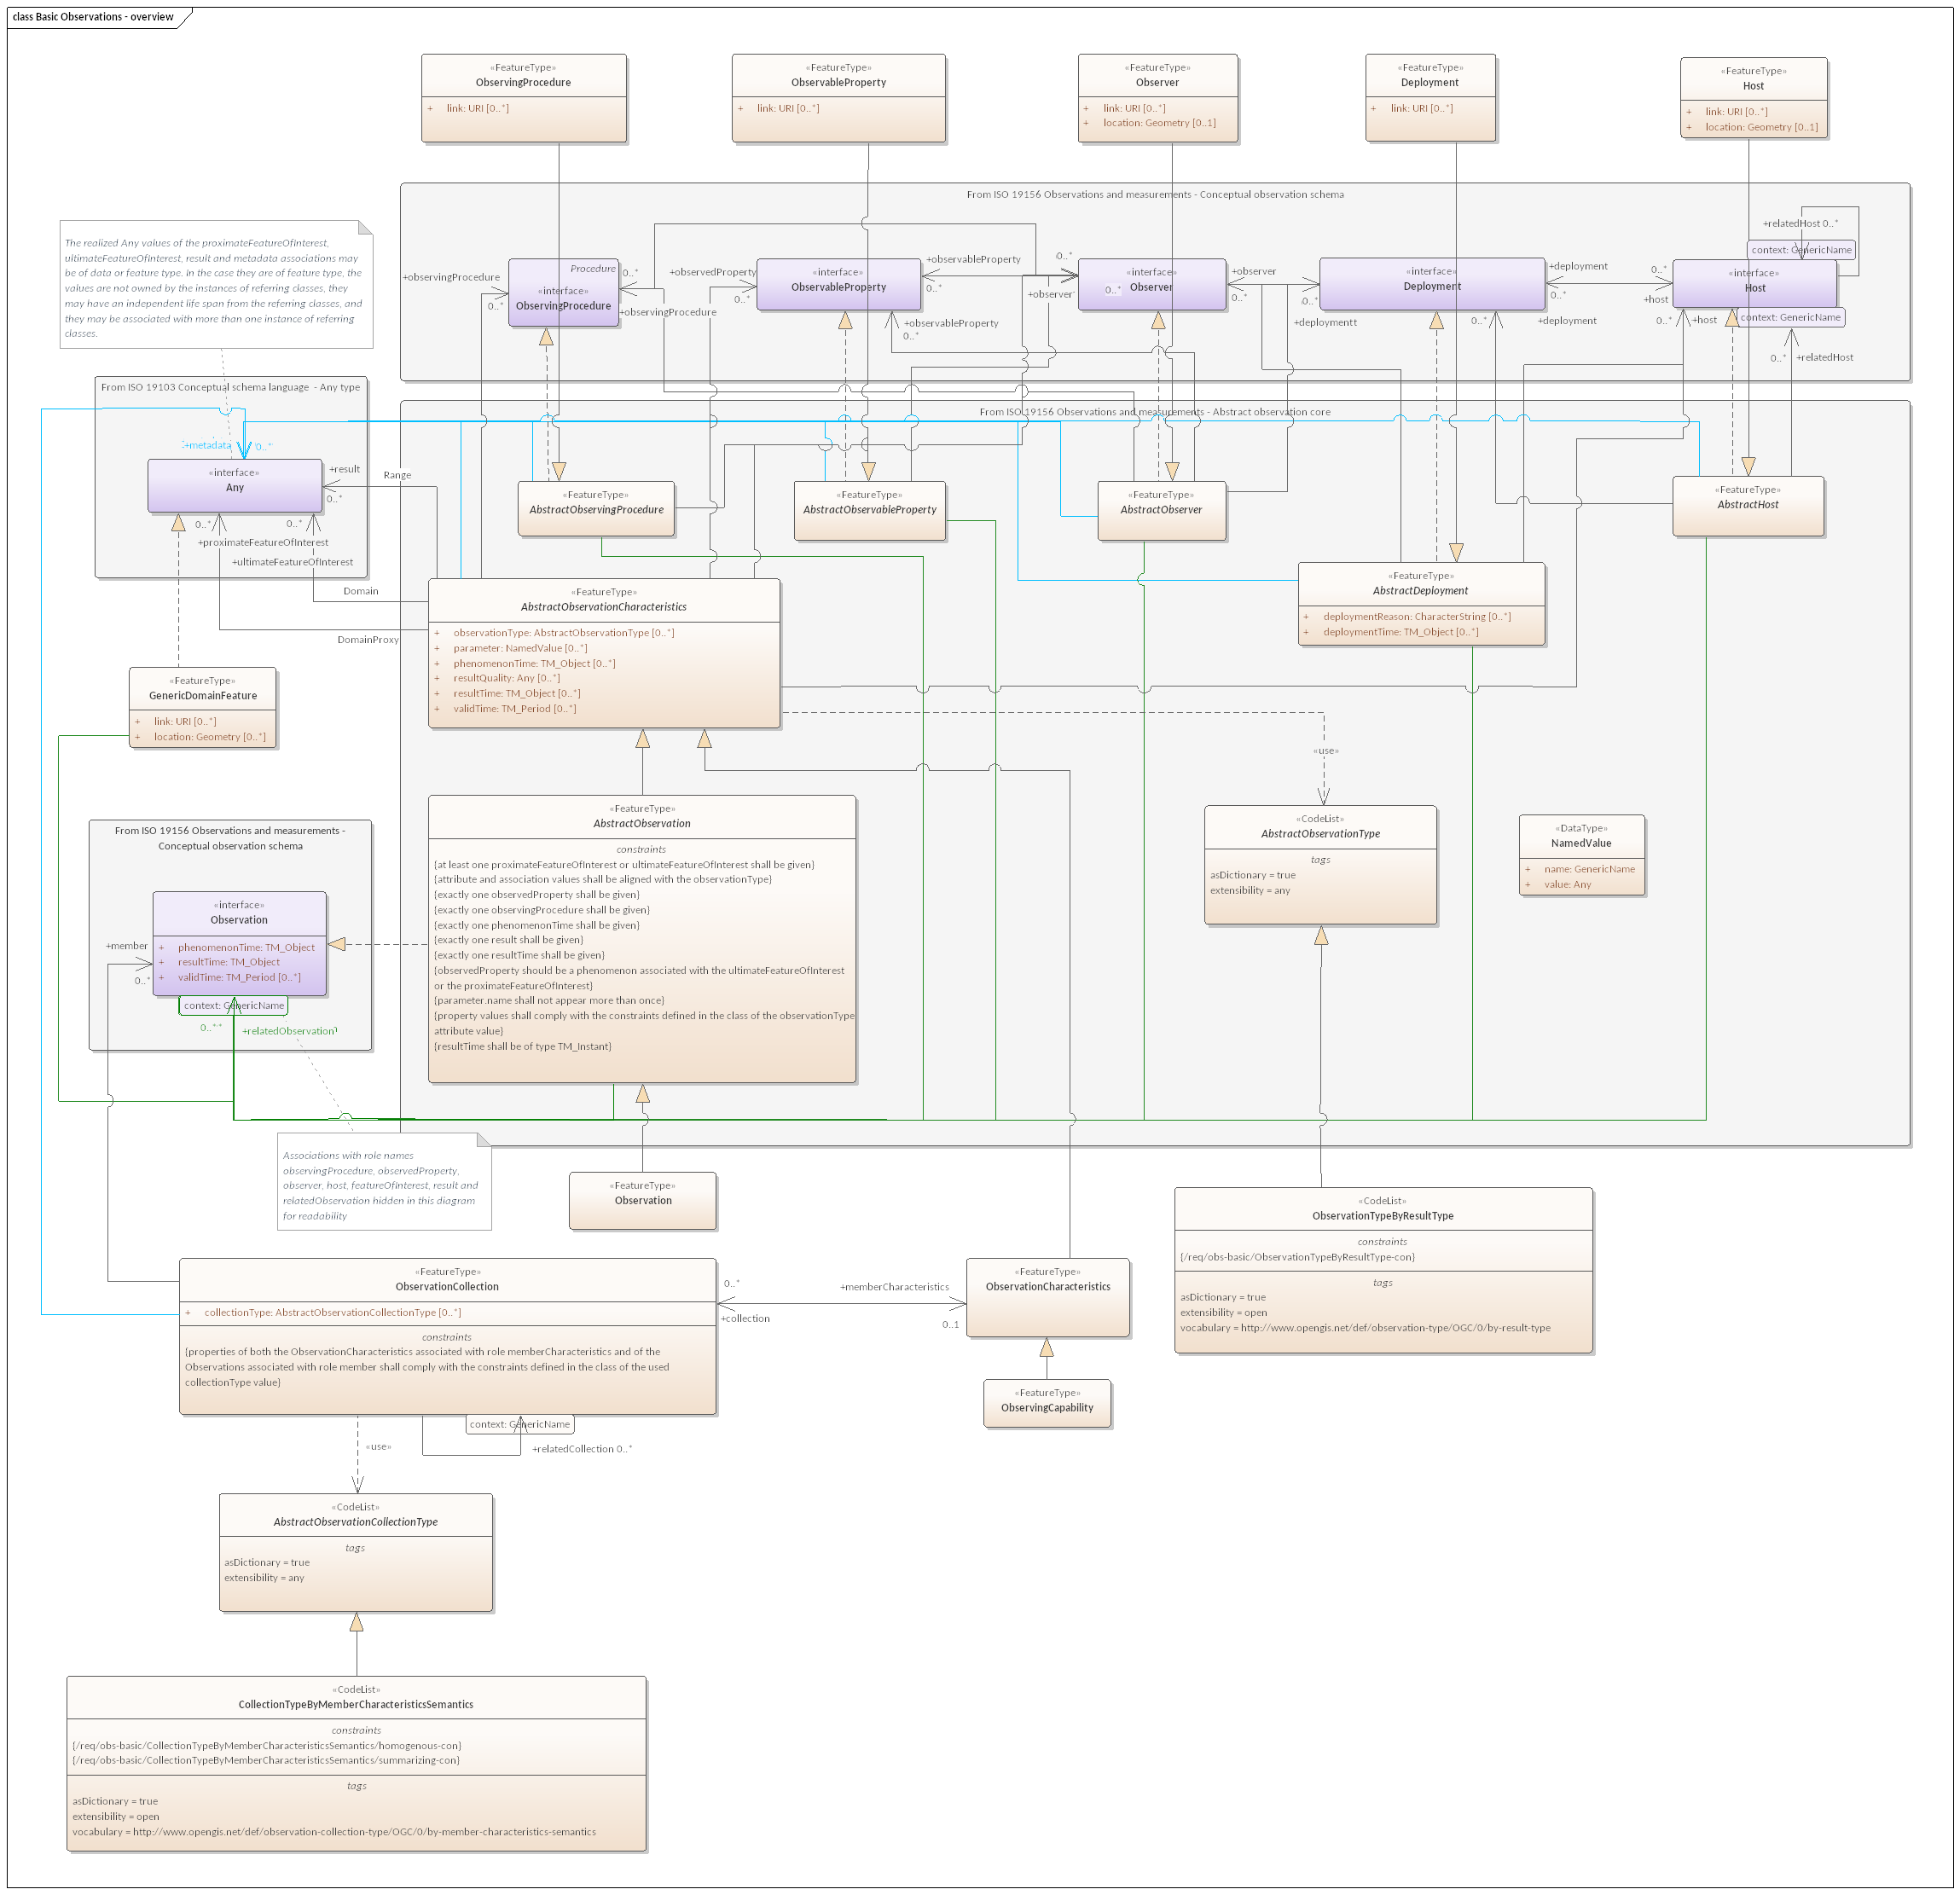 class Basic Observations - overview
«FeatureType»
ObservingProcedure
+ link: URI [0..*]
«FeatureType»
ObservableProperty
+ link: URI [0..*]
«FeatureType»
Observer
+ link: URI [0..*]
+ location: Geometry [0..1]
«FeatureType»
Deployment
+ link: URI [0..*]
«FeatureType»
Host
+ link: URI [0..*]
+ location: Geometry [0..1]
From ISO 19156 Observations and measurements - Conceptual observation schema
The realized Any values of the proximateFeatureOfInterest,
ultimateFeatureOfInterest, result and metadata associations may
be of data or feature type. In the case they are of feature type, the
values are not owned by the instances of referring classes, they
may have an independent life span from the referring classes, and
they may be associated with more than one instance of referring
classes.
+observingProcedure
0..*
Procedure
«interface»
ObservingProcedure
0..*
+observingProcedure
+observedProperty
0..*
«interface»
ObservableProperty
+observableProperty
0..*
+observableProperty
0..*
0..*
+observer
«interface»
0..*
Observer
+observer
0..*
0..*
+deploymentt
«interface»
Deployment
+deployment
0..*
0..*
+deployment
+relatedHost 0..*
context: GenericName
0..*
+host
«interface»
Host
context: GenericName
0..*
+host
0..*
+relatedHost
From ISO 19103 Conceptual schema language - Any type
+metadata
0..*
«interface»
Any
+result
0..*
Range
0..*
0..*
+proximateFeatureOfInterest
+ultimateFeatureOfInterest
Domain
DomainProxy
From ISO 19156 Observations and measurements - Abstract observation core
«FeatureType»
AbstractObservingProcedure
«FeatureType»
AbstractObservableProperty
«FeatureType»
AbstractObserver
«FeatureType»
AbstractHost
«FeatureType»
AbstractDeployment
+ deploymentReason: CharacterString [0..*]
+ deploymentTime: TM_Object [0..*]
«FeatureType»
AbstractObservationCharacteristics
+ observationType: AbstractObservationType [0..*]
+ parameter: NamedValue [0..*]
+ phenomenonTime: TM_Object [0..*]
+ resultQuality: Any [0..*]
+ resultTime: TM_Object [0..*]
+ validTime: TM_Period [0..*]
«FeatureType»
GenericDomainFeature
+ link: URI [0..*]
+ location: Geometry [0..*]
«use»
«FeatureType»
AbstractObservation
constraints
{at least one proximateFeatureOfInterest or ultimateFeatureOfInterest shall be given}
{attribute and association values shall be aligned with the observationType}
{exactly one observedProperty shall be given}
{exactly one observingProcedure shall be given}
{exactly one phenomenonTime shall be given}
{exactly one result shall be given}
{exactly one resultTime shall be given}
{observedProperty should be a phenomenon associated with the ultimateFeatureOfInterest
or the proximateFeatureOfInterest}
{parameter.name shall not appear more than once}
{property values shall comply with the constraints defined in the class of the observationType
attribute value}
{resultTime shall be of type TM_Instant}
«CodeList»
AbstractObservationType
tags
asDictionary = true
extensibility = any
«DataType»
NamedValue
+ name: GenericName
+ value: Any
From ISO 19156 Observations and measurements -
Conceptual observation schema
«interface»
Observation
+ phenomenonTime: TM_Object
+ resultTime: TM_Object
+ validTime: TM_Period [0..*]
context: GenericName
+member
0..*
0..*
+relatedObservation
Associations with role names
observingProcedure, observedProperty,
observer, host, featureOfInterest, result and
relatedObservation hidden in this diagram
for readability
«FeatureType»
Observation
«CodeList»
ObservationTypeByResultType
constraints
{/req/obs-basic/ObservationTypeByResultType-con}
tags
asDictionary = true
extensibility = open
vocabulary = http://www.opengis.net/def/observation-type/OGC/0/by-result-type
«FeatureType»
ObservationCollection
+ collectionType: AbstractObservationCollectionType [0..*]
constraints
{properties of both the ObservationCharacteristics associated with role memberCharacteristics and of the
Observations associated with role member shall comply with the constraints defined in the class of the used
collectionType value}
0..*
+collection
+memberCharacteristics
0..1
«FeatureType»
ObservationCharacteristics
«FeatureType»
ObservingCapability
context: GenericName
+relatedCollection 0..*
«use»
«CodeList»
AbstractObservationCollectionType
tags
asDictionary = true
extensibility = any
«CodeList»
CollectionTypeByMemberCharacteristicsSemantics
constraints
{/req/obs-basic/CollectionTypeByMemberCharacteristicsSemantics/homogenous-con}
{/req/obs-basic/CollectionTypeByMemberCharacteristicsSemantics/summarizing-con}
tags
asDictionary = true
extensibility = open
vocabulary = http://www.opengis.net/def/observation-collection-type/OGC/0/by-member-characteristics-semantics